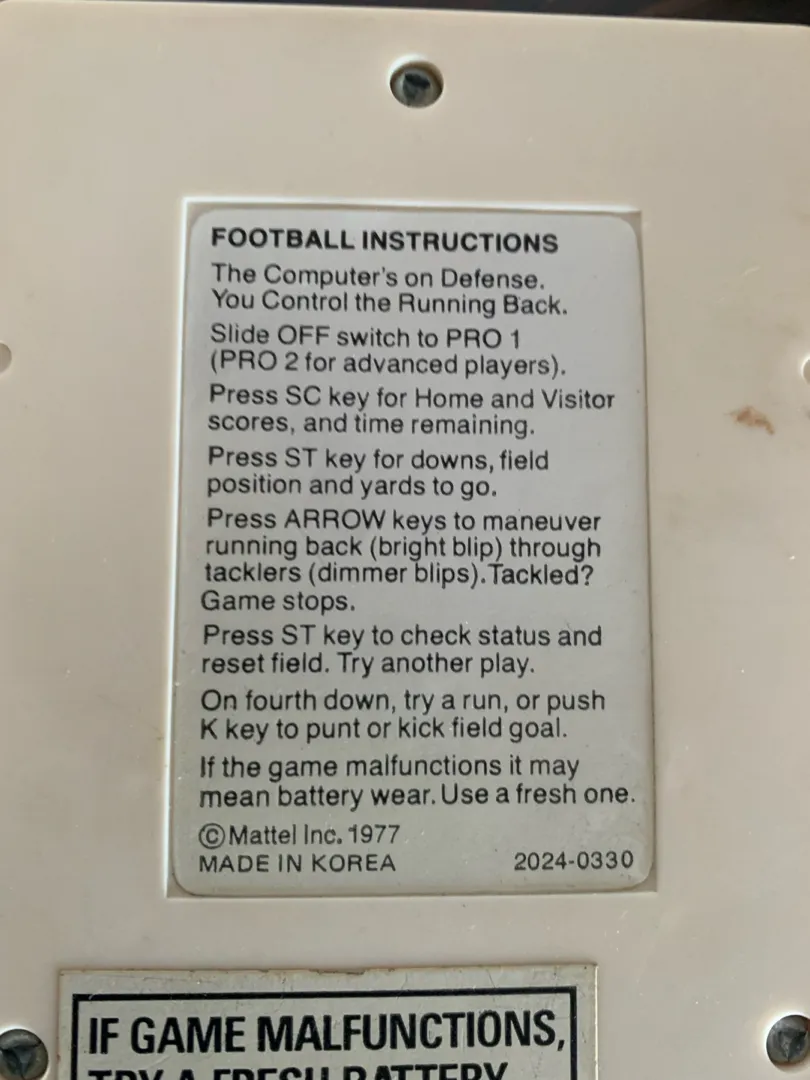 FOOTBALL INSTRUCTIONS
The Computer's on Defense.
You Control the Running Back.
Slide OFF switch to PRO 1
(PRO 2 for advanced players).
Press SC key for Home and Visitor
scores, and time remaining.
Press ST key for downs, field
position and yards to go.
Press ARROW keys to maneuver
running back (bright blip) through
tacklers (dimmer blips). Tackled?
Game stops.
Press ST key to check status and
reset field. Try another play.
On fourth down, try a run, or push
K key to punt or kick field goal.
If the game malfunctions it may
mean battery wear. Use a fresh one.
©Mattel Inc. 1977
MADE IN KOREA 2024-0330
IF GAME MALFUNCTIONS,
TRY A FRESH BATTERY